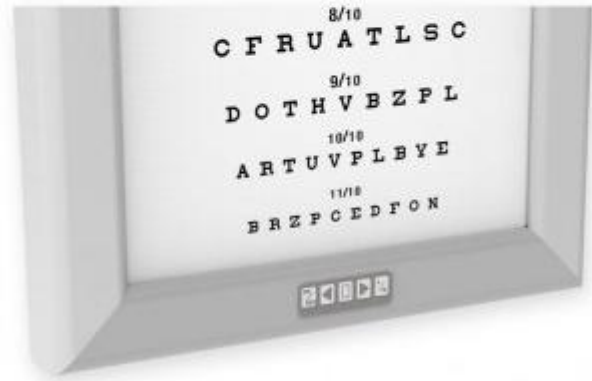 8/10
C F R U A T L S C
9/10
D O T H V B Z P L
10/10
A R T U V P L B Y E
11/10
B R Z P C E D F O N